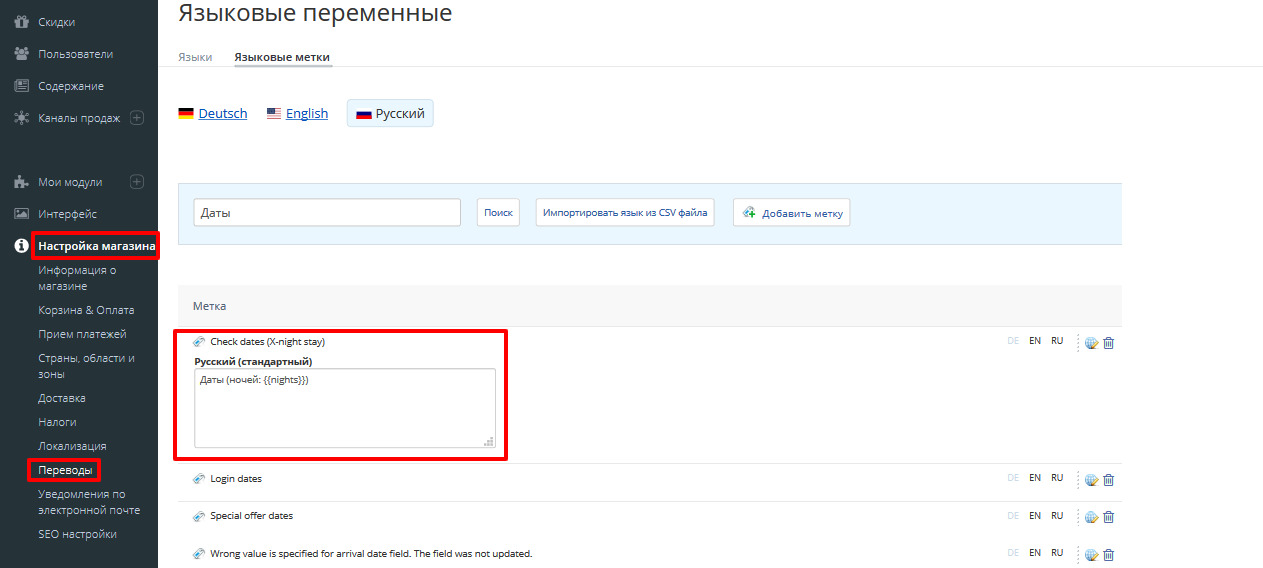 Скидки
Пользователи
Содержание
Каналы продаж
Мои модули
Интерфейс
Настройка магазина
Информация о
магазине
Корзина & Оплата
Прием платежей
Страны, области и
зоны
Доставка
Налоги
Локализация
Переводы
Уведомления по
электронной почте
SEO настройки
Языковые переменные
Языки Языковые метки
Deutsch English Русский
Даты Поиск Импортировать язык из CSV файла Добавить метку
Метка
Check dates (X-night stay) DE EN RU
Русский (стандартный)
Даты (ночей: {{nights}})
Login dates DE EN RU
Special offer dates DE EN RU
Wrong value is specified for arrival date field. The field was not updated. DE EN RU